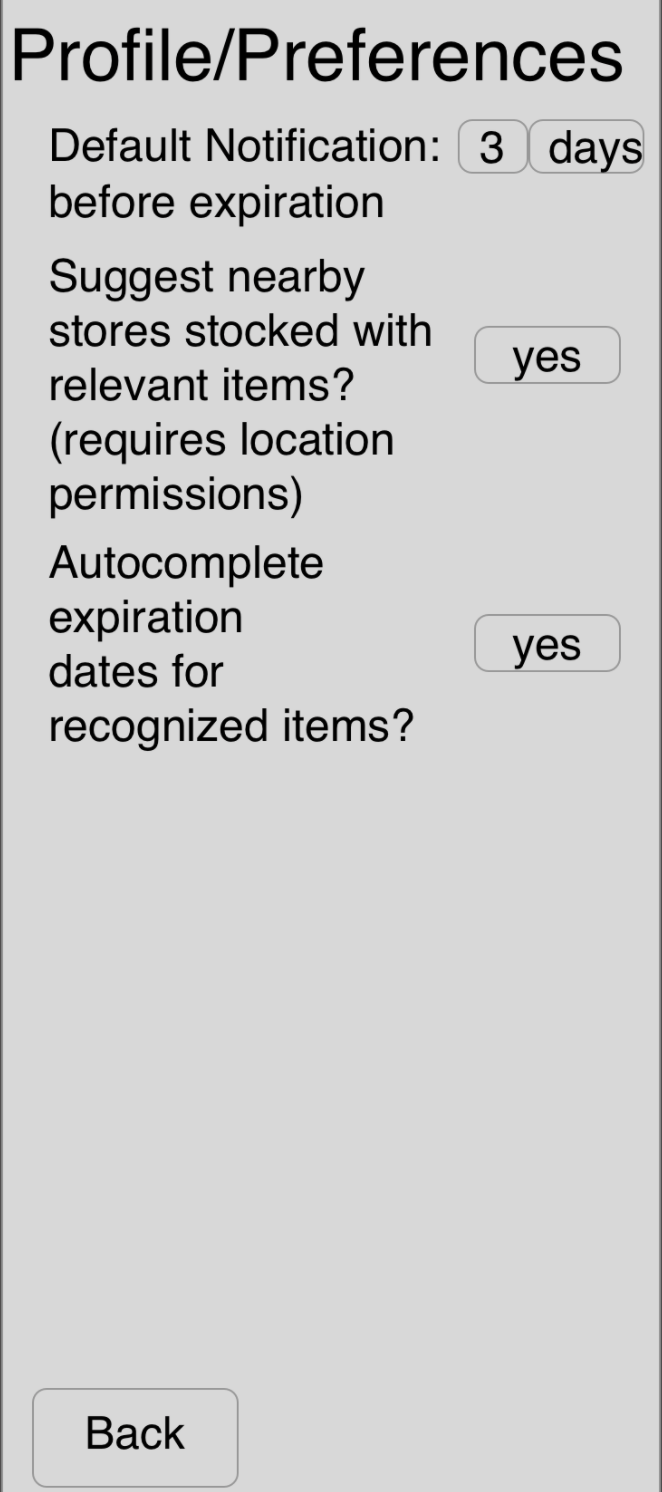 Profile/Preferences
Default Notification: 3 days
before expiration
Suggest nearby
stores stocked with
relevant items?
(requires location
permissions)
yes
Autocomplete
expiration
dates for
recognized items?
yes
Back